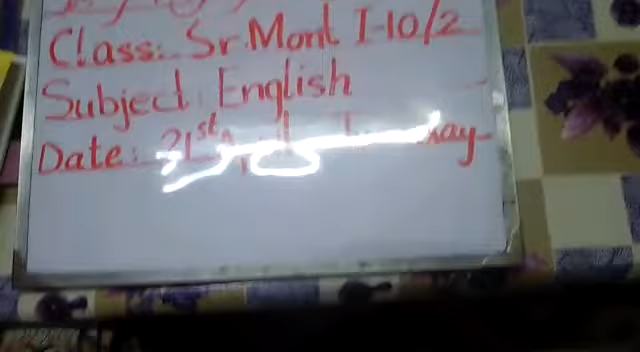 Class: Sr. Mont I-10/2
Subject: English
Date: 21st